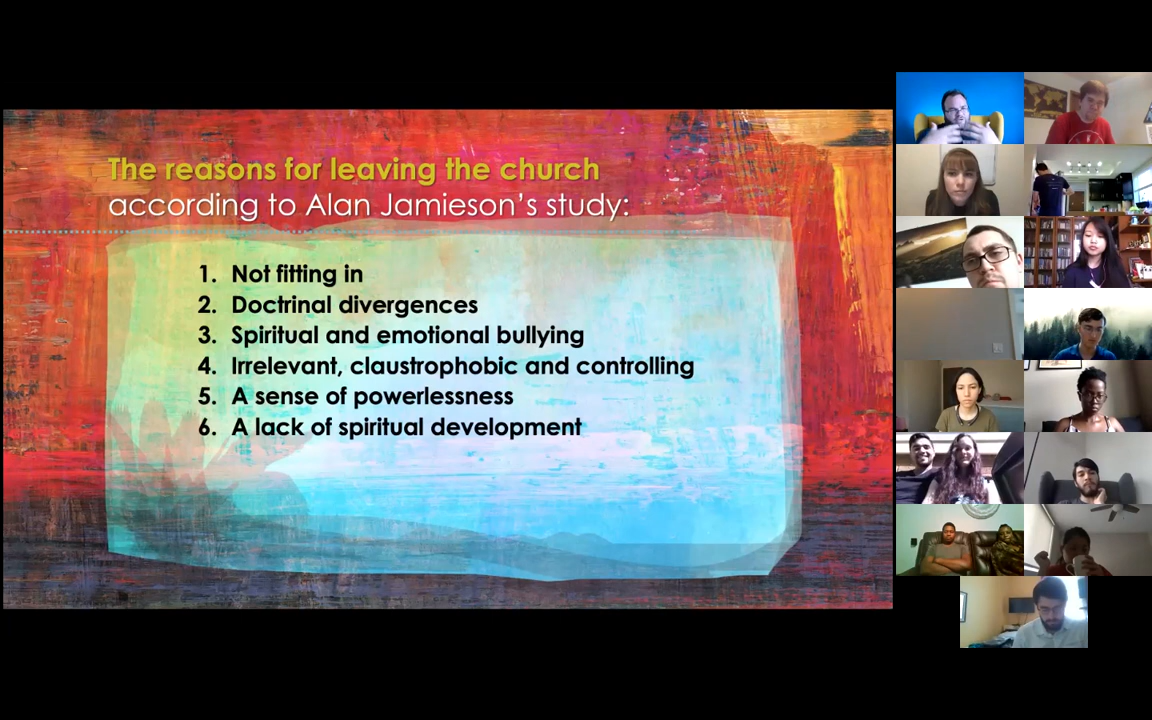 The reasons for leaving the church
according to Alan Jamieson’s study:
1. Not fitting in
2. Doctrinal divergences
3. Spiritual and emotional bullying
4. Irrelevant, claustrophobic and controlling
5. A sense of powerlessness
6. A lack of spiritual development